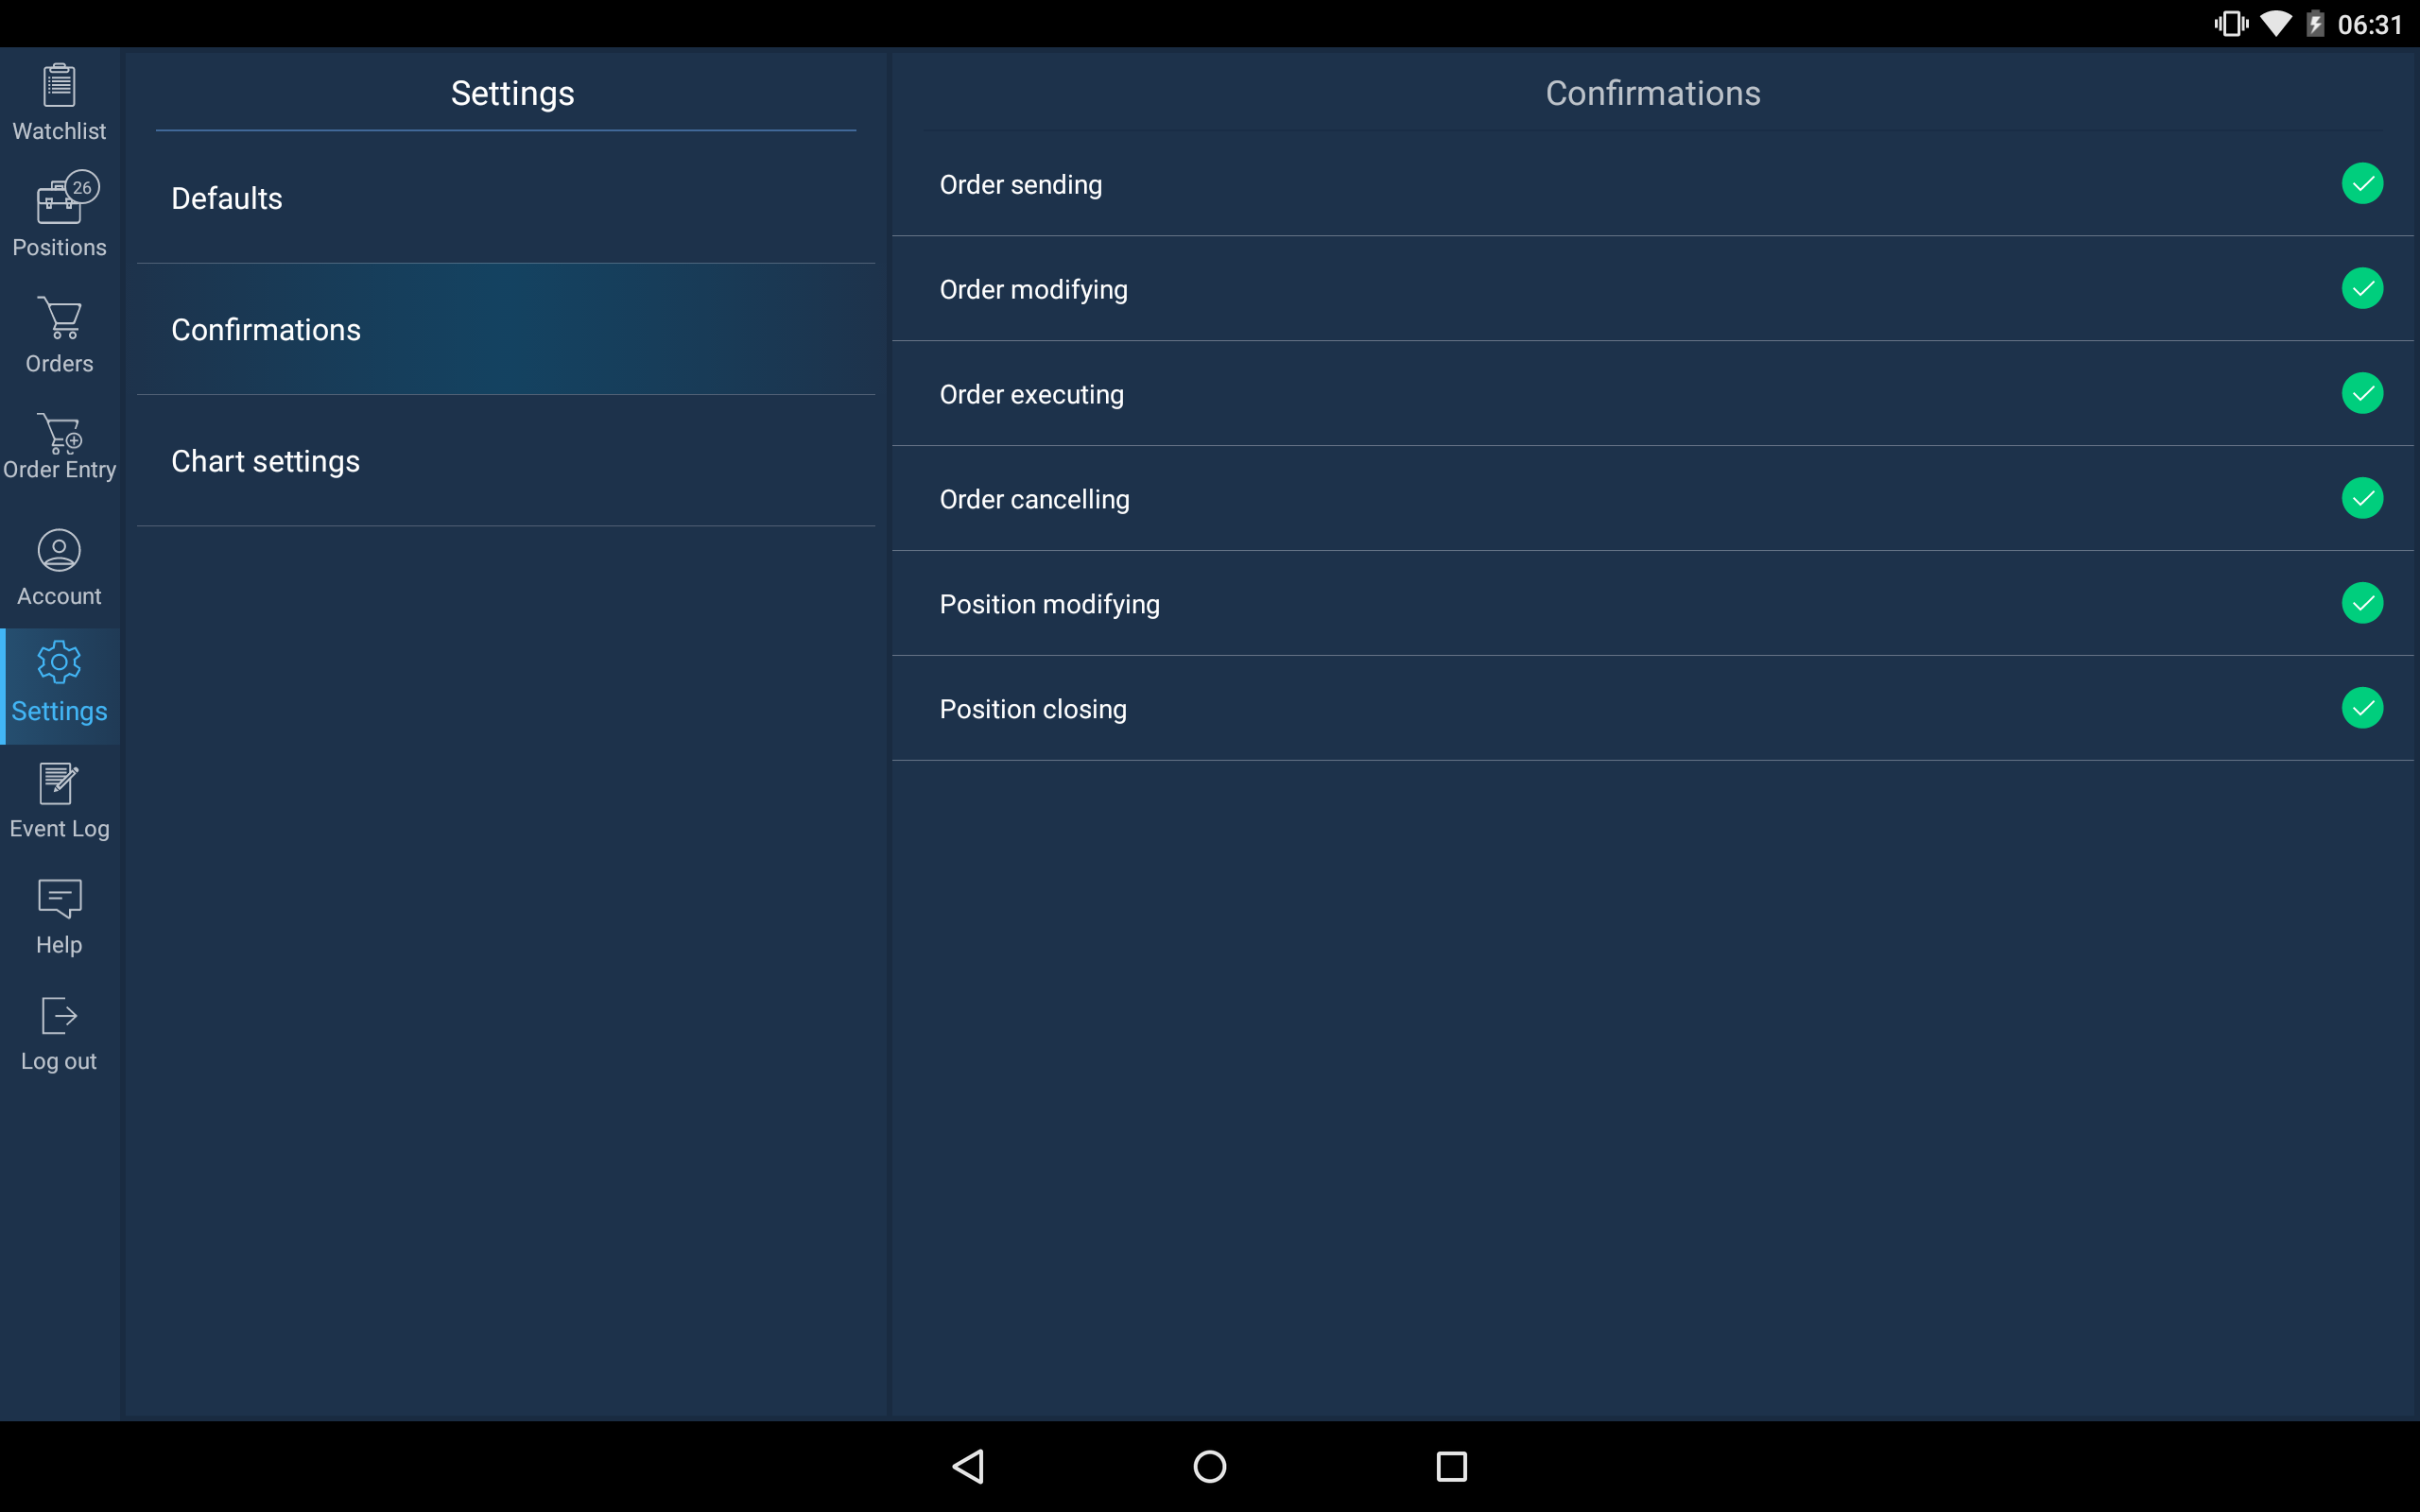 06:31
Watchlist
26
Positions
Orders
Order Entry
Account
Settings
Event Log
Help
Log out
Settings
Defaults
Confirmations
Chart settings
Confirmations
Order sending
Order modifying
Order executing
Order cancelling
Position modifying
Position closing